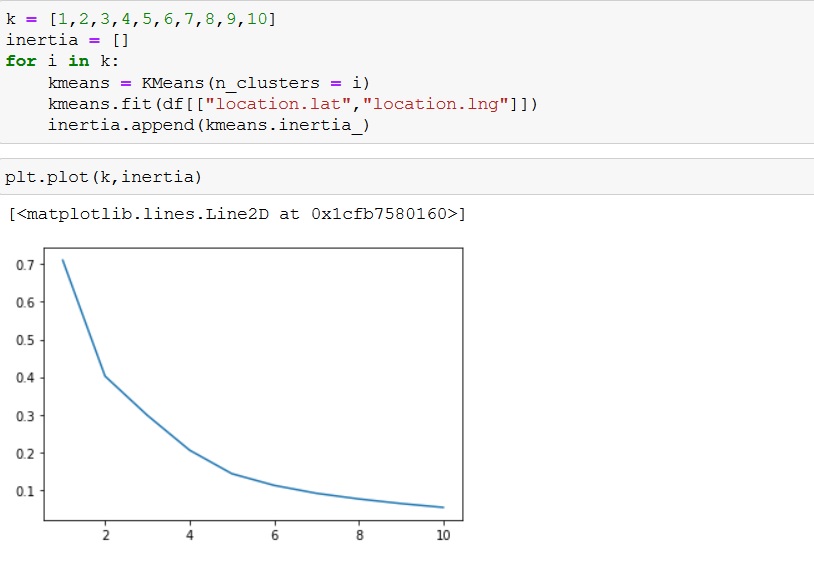 k = [1,2,3,4,5,6,7,8,9,10]
inertia = []
for i in k:
    kmeans = KMeans(n_clusters = i)
    kmeans.fit(df[["location.lat","location.lng"]])
    inertia.append(kmeans.inertia_)
plt.plot(k,inertia)
[<matplotlib.lines.Line2D at 0x1cfb7580160>]
0.7
0.6
0.5
0.4
0.3
0.2
0.1
2 4 6 8 10